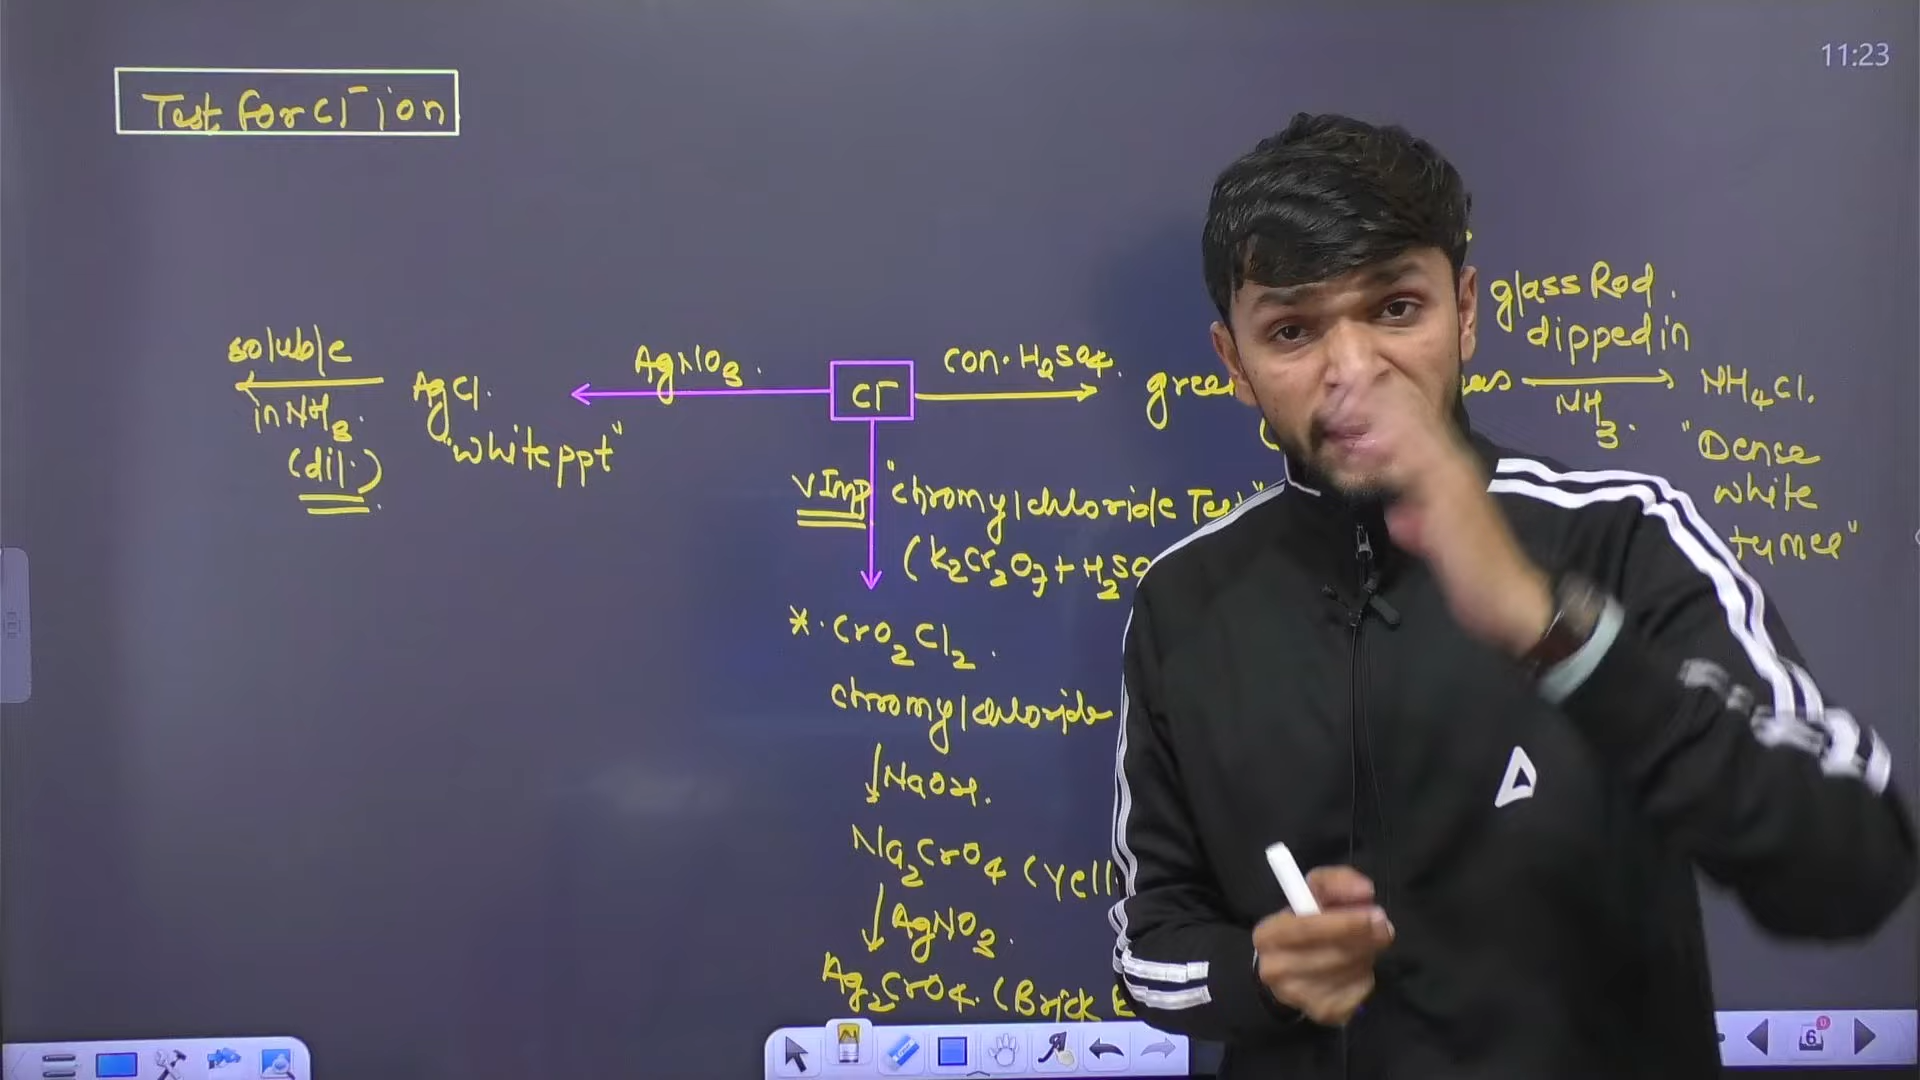 11:23
Test for Cl⁻ ion
glass Rod.
dipped in
soluble
in NH3.
(dil.)
AgCl.
"white ppt"
AgNO3.
Cl⁻
con. H2SO4.
NH3.
NH4Cl.
"Dence
white
fumes"
V Imp
"chromyl chloride
(K2Cr2O7 + H2SO
*. CrO2Cl2.
chromyl chloride
↓ NaOH.
Na2CrO4 (Yell
↓ AgNO3.
Ag2CrO4. (Brick
6